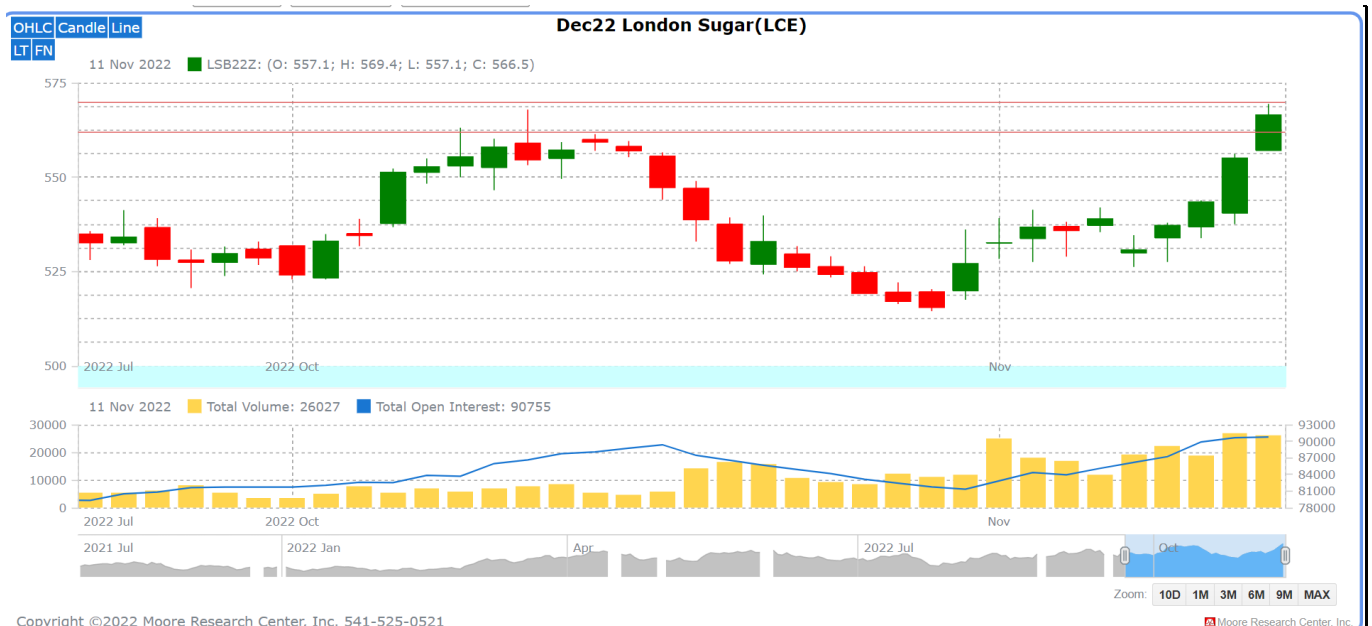 Dec22 London Sugar(LCE)
OHLC Candle Line
LT FN
11 Nov 2022 LSB22Z: (O: 557.1; H: 569.4; L: 557.1; C: 566.5)
575
550
525
500
2022 Jul 2022 Oct Nov
11 Nov 2022 Total Volume: 26027 Total Open Interest: 90755
30000 93000
20000 90000
10000 87000
0 84000
81000
78000
2022 Jul 2022 Oct Nov
2021 Jul 2022 Jan Apr 2022 Jul Oct
Zoom: 10D 1M 3M 6M 9M MAX
Copyright ©2022 Moore Research Center, Inc. 541-525-0521
Moore Research Center, Inc.